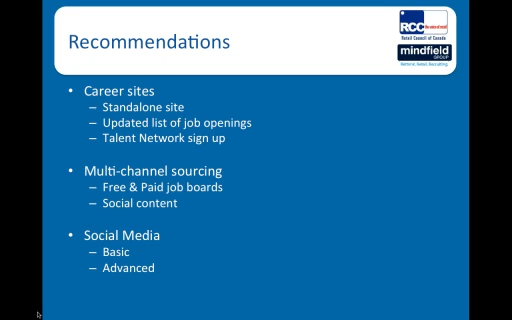 Recommendations
RCC
Retail Council of Canada
mindfield
GROUP
• Career sites
– Standalone site
– Updated list of job openings
– Talent Network sign up
• Multi-channel sourcing
– Free & Paid job boards
– Social content
• Social Media
– Basic
– Advanced